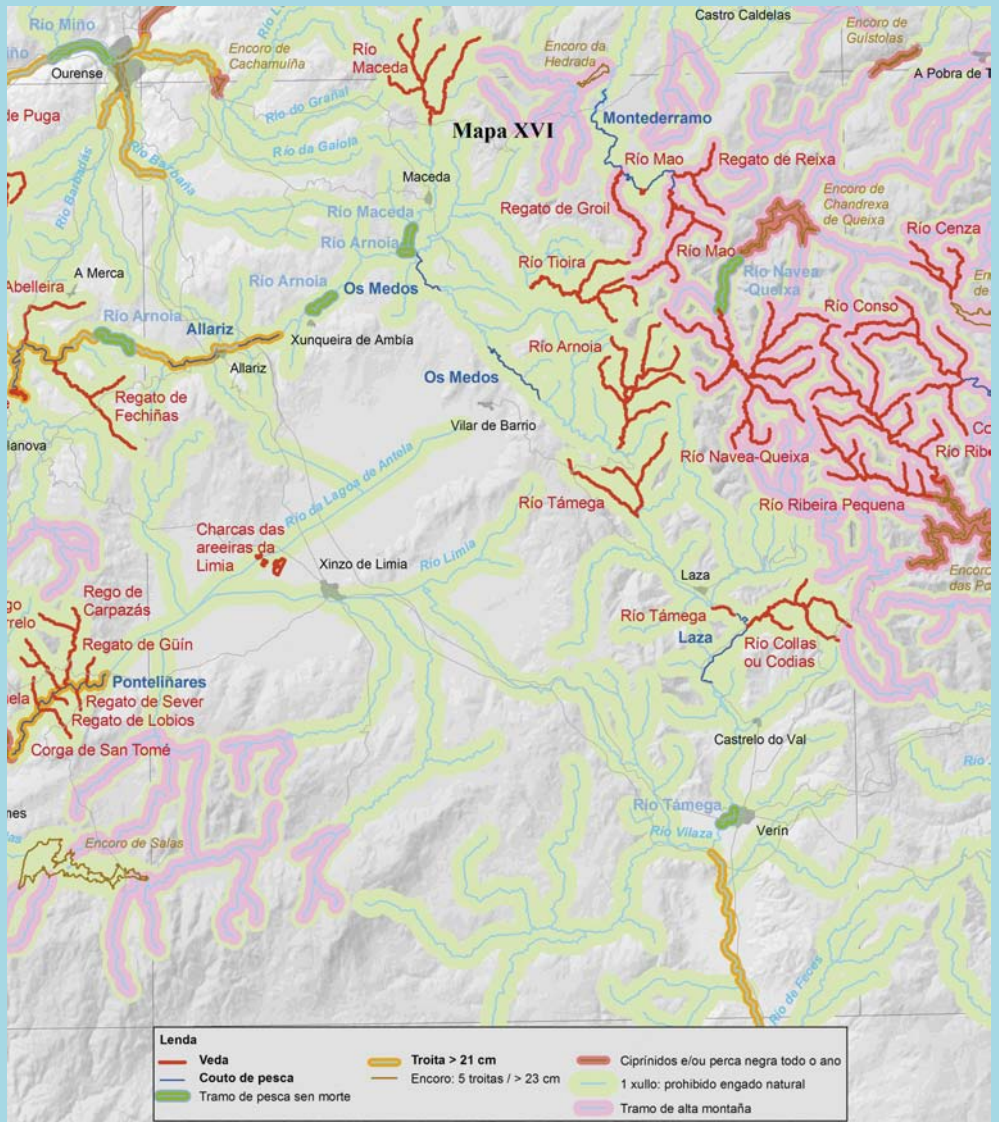 Río Miño
Castro Caldelas
Encoro de
Guístolas
Encoro de
Cachamuíña
Río
Maceda
Encoro da
Hedrada
Ourense
A Pobra de T
Río do Grañal
Montederramo
de Puga
Mapa XVI
Río da Gaiola
Río Barbadás
Río Barbaña
Río Mao
Regato de Reixa
Maceda
Encoro de
Chandrexa
de Queixa
Río Maceda
Regato de Groil
Río Arnoia
Río Mao
Río Cenza
Río Tioira
Río Navea
-Queixa
A Merca
Río Arnoia
Os Medos
Abelleira
Río Conso
Río Arnoia
Allariz
Xunqueira de Ambía
Río Arnoia
Allariz
Os Medos
Regato de
Fechiñas
Vilar de Barrio
lanova
Río Navea-Queixa
Río da Lagoa de Antela
Río Támega
Río Ribeira Pequena
Charcas das
areeiras da
Limia
Río Limia
Xinzo de Limia
Laza
Rego de
Carpazás
Río Támega
Laza
Río Collas
ou Codias
Regato de Güín
Ponteliñares
Regato de Sever
Regato de Lobios
Corga de San Tomé
Castrelo do Val
Río Támega
Encoro de Salas
Río Vilaza
Verín
Río de Feces
Lenda
Veda
Couto de pesca
Tramo de pesca sen morte
Troita > 21 cm
Encoro: 5 troitas / > 23 cm
Ciprínidos e/ou perca negra todo o ano
1 xullo: prohibido engado natural
Tramo de alta montaña